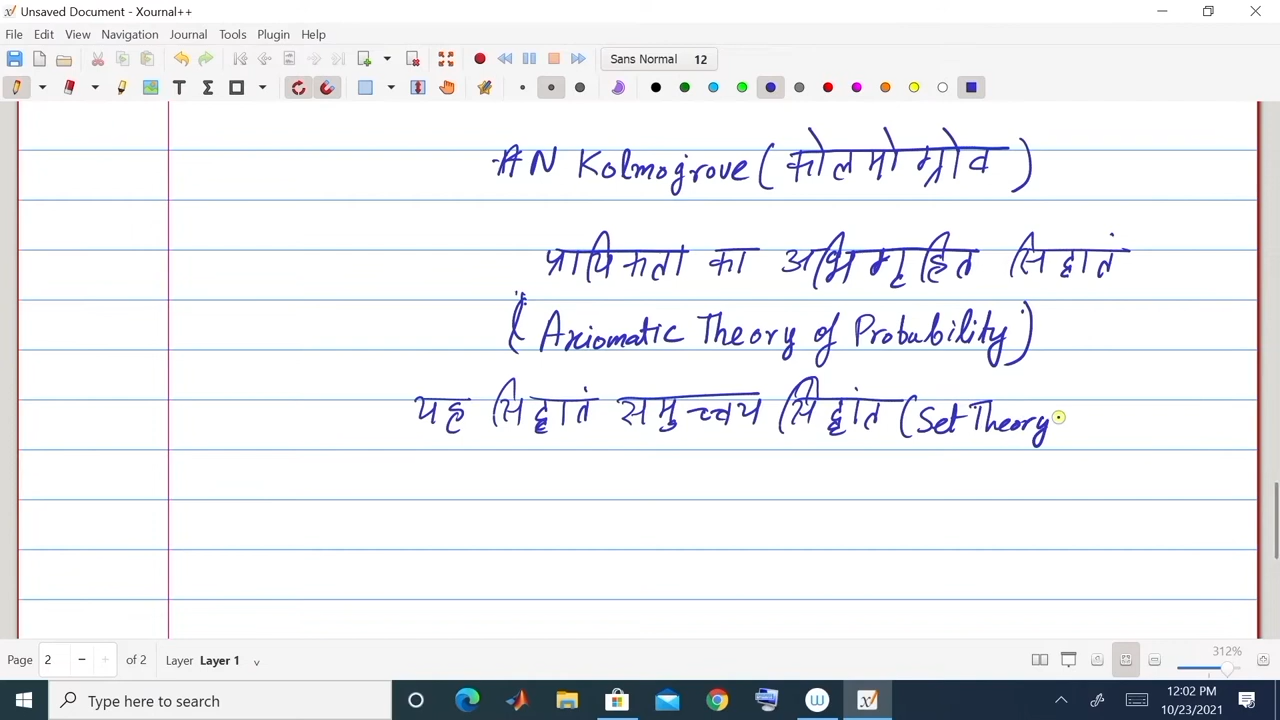 Unsaved Document - Xournal++
File Edit View Navigation Journal Tools Plugin Help
Sans Normal 12
AN Kolmogrove (कोलमोग्रोव)
प्रायिकता का अभिगृहित सिद्धातं
(Axiomatic Theory of Probability)
यह सिद्धातं समुच्चय सिद्धांत (Set Theory
Page 2 - + of 2 Layer Layer 1
312%
Type here to search
12:02 PM
10/23/2021